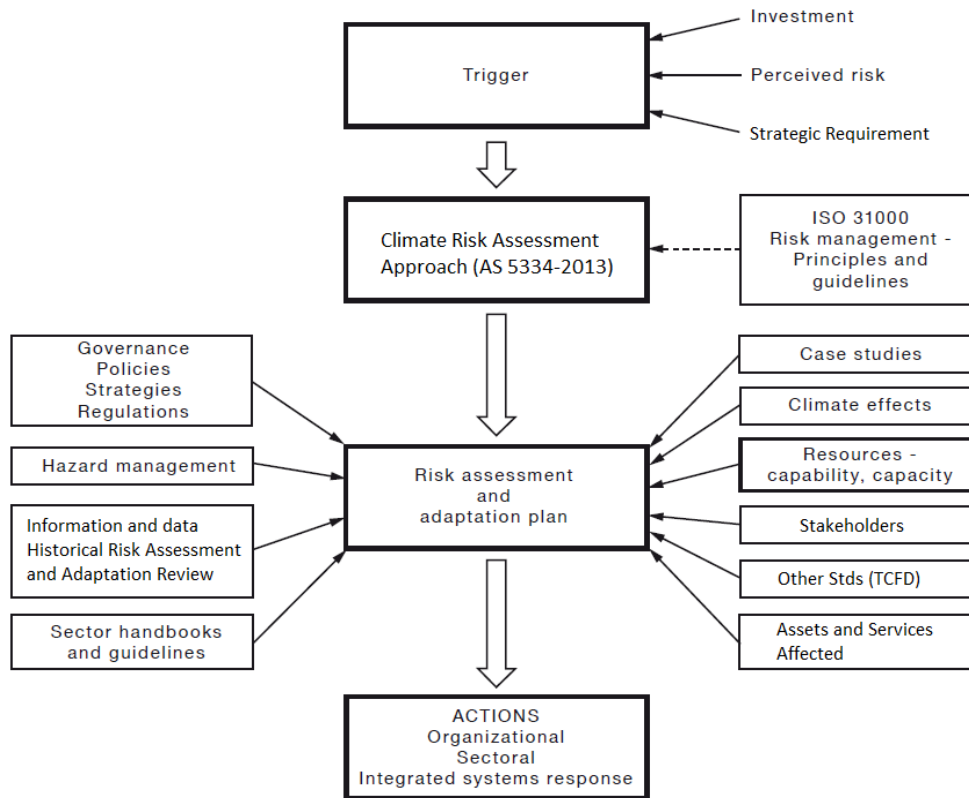 Investment
Trigger
Perceived risk
Strategic Requirement
Climate Risk Assessment
Approach (AS 5334-2013)
ISO 31000
Risk management -
Principles and
guidelines
Governance
Policies
Strategies
Regulations
Hazard management
Information and data
Historical Risk Assessment
and Adaptation Review
Sector handbooks
and guidelines
Risk assessment
and
adaptation plan
Case studies
Climate effects
Resources -
capability, capacity
Stakeholders
Other Stds (TCFD)
Assets and Services
Affected
ACTIONS
Organizational
Sectoral
Integrated systems response